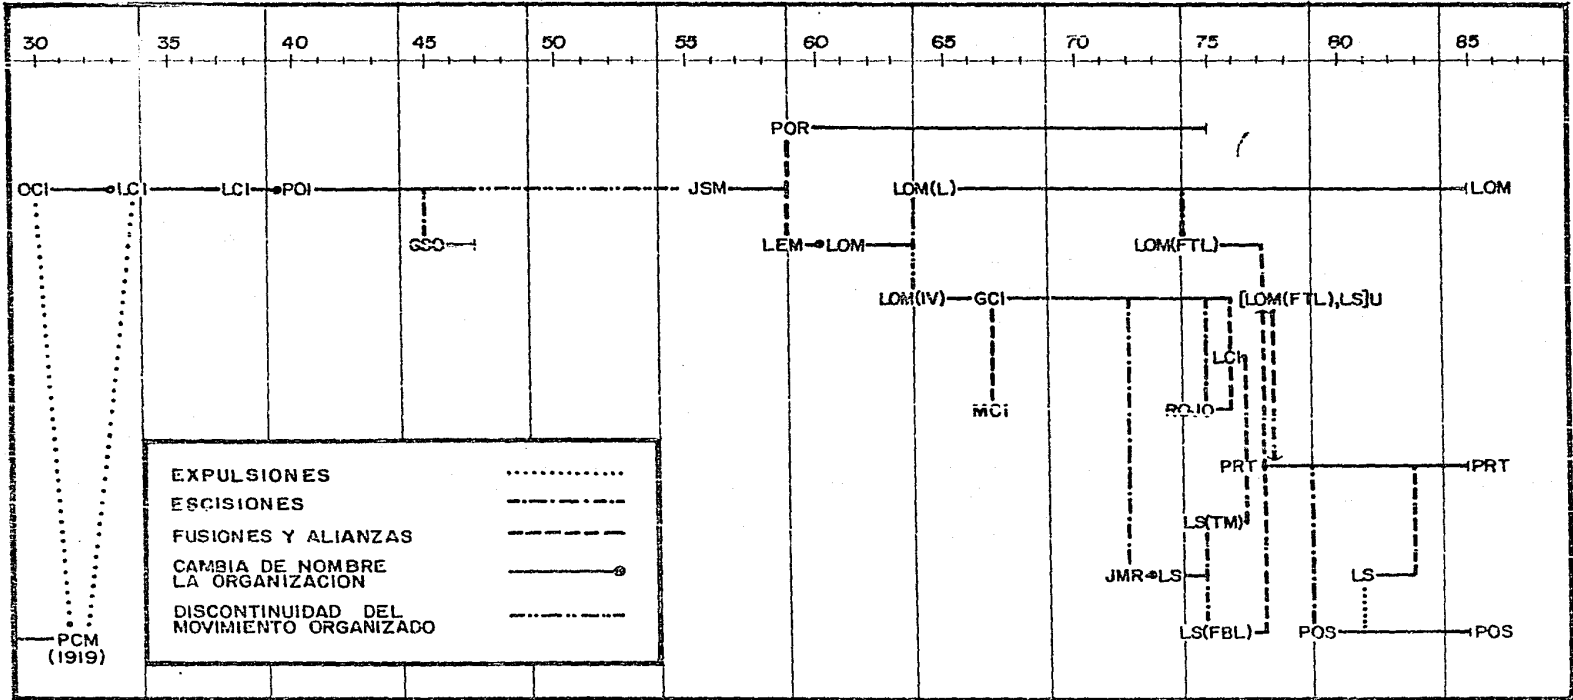 30 35 40 45 50 55 60 65 70 75 80 85
POR
OCI LCI LCI POI JSM LOM(L) LOM
GSO LEM LOM LOM(FTL)
LOM(IV) GCI [LOM(FTL),LS]U
LCI
MCI ROJO
PRT PRT
EXPULSIONES
ESCISIONES
FUSIONES Y ALIANZAS
CAMBIA DE NOMBRE
LA ORGANIZACION
DISCONTINUIDAD DEL
MOVIMIENTO ORGANIZADO
LS(TM)
JMR LS LS
PCM
(1919)
LS(FBL) POS POS